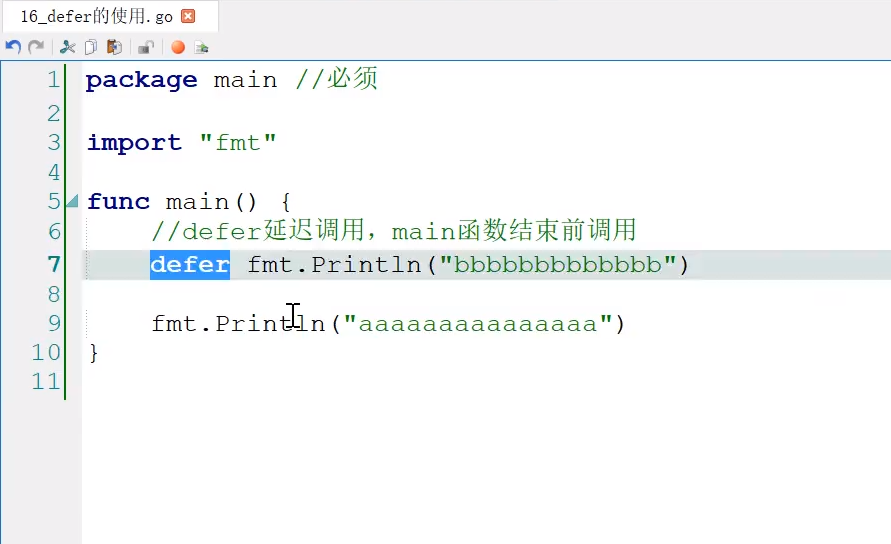 16_defer的使用.go
1 package main //必须
2
3 import "fmt"
4
5 func main() {
6 //defer延迟调用，main函数结束前调用
7 defer fmt.Println("bbbbbbbbbbbbb")
8
9 fmt.Println("aaaaaaaaaaaaaaa")
10 }
11